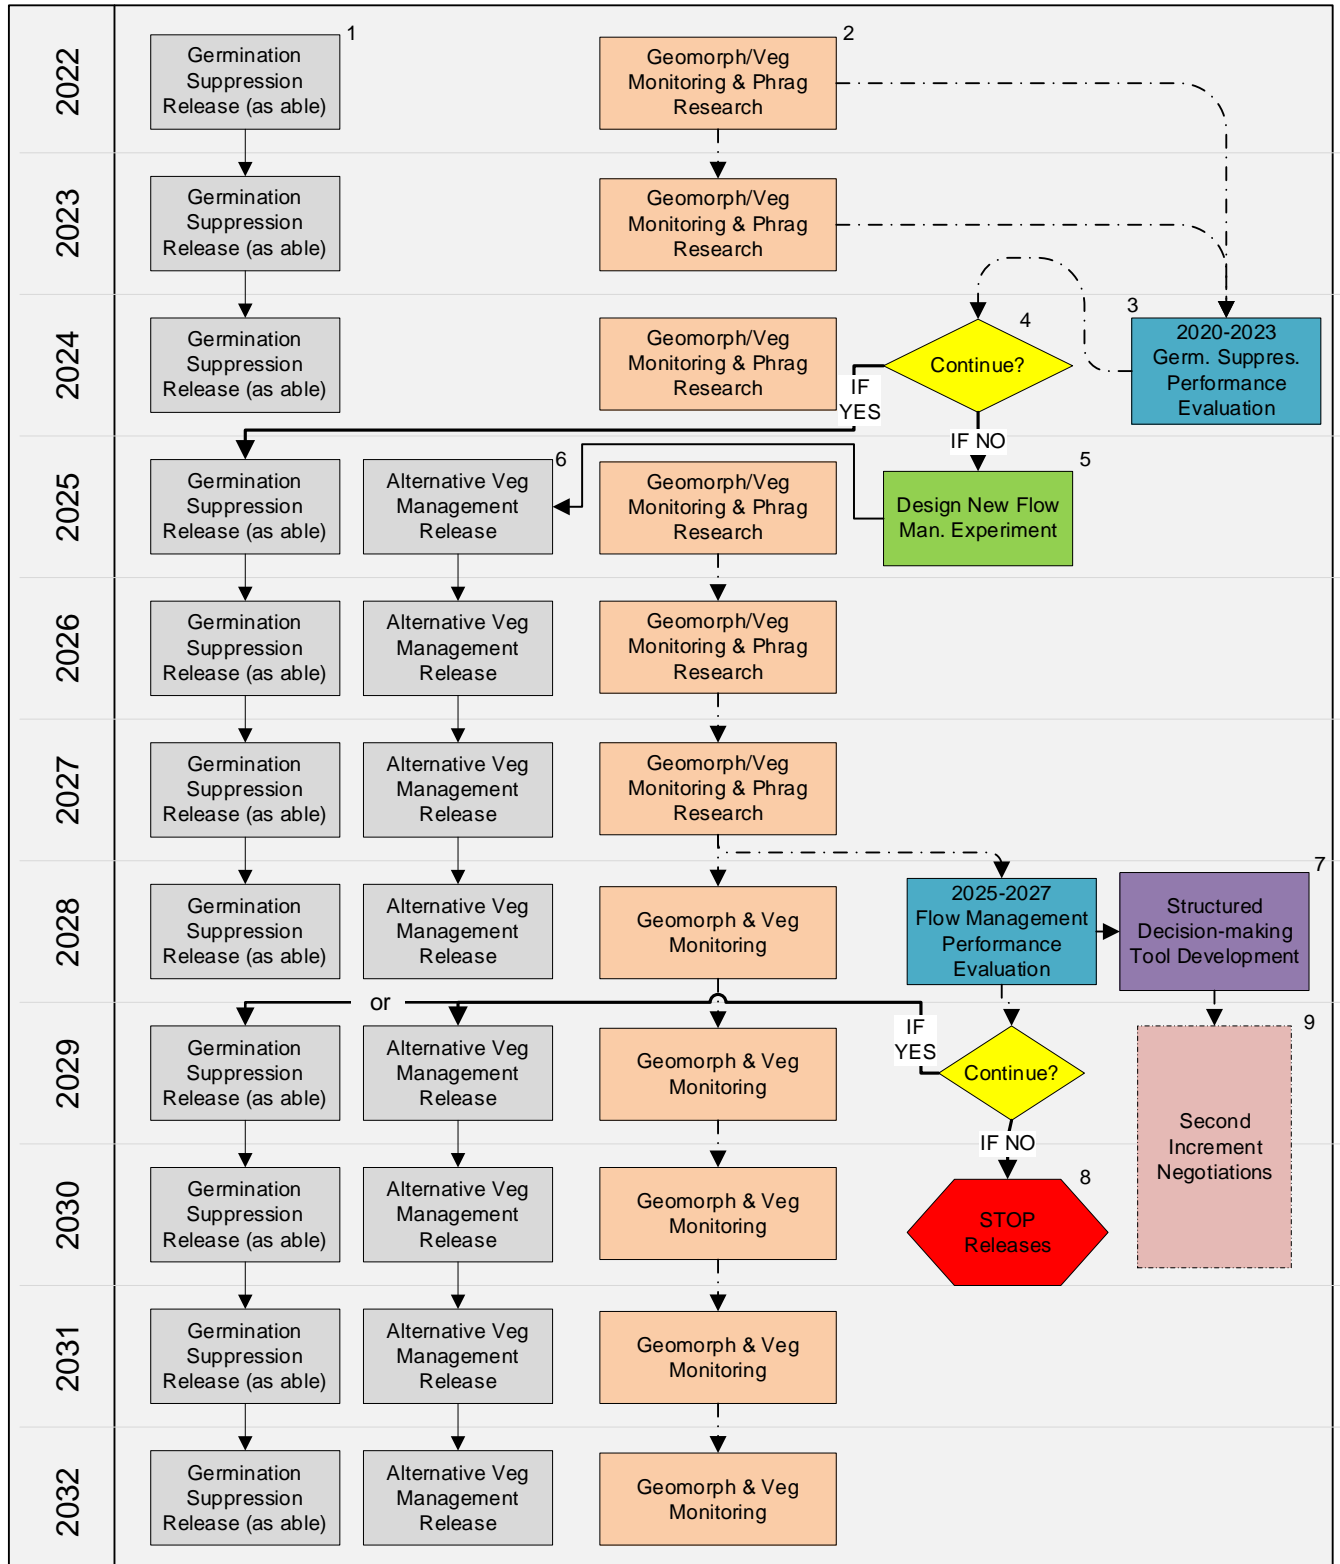 2022
Germination
Suppression
Release (as able)
1
Geomorph/Veg
Monitoring & Phrag
Research
2
2023
Germination
Suppression
Release (as able)
Geomorph/Veg
Monitoring & Phrag
Research
2024
Germination
Suppression
Release (as able)
Geomorph/Veg
Monitoring & Phrag
Research
4
Continue?
3
2020-2023
Germ. Suppres.
Performance
Evaluation
IF
YES
IF NO
2025
Germination
Suppression
Release (as able)
Alternative Veg
Management
Release
6
Geomorph/Veg
Monitoring & Phrag
Research
5
Design New Flow
Man. Experiment
2026
Germination
Suppression
Release (as able)
Alternative Veg
Management
Release
Geomorph/Veg
Monitoring & Phrag
Research
2027
Germination
Suppression
Release (as able)
Alternative Veg
Management
Release
Geomorph/Veg
Monitoring & Phrag
Research
2028
Germination
Suppression
Release (as able)
Alternative Veg
Management
Release
Geomorph & Veg
Monitoring
2025-2027
Flow Management
Performance
Evaluation
7
Structured
Decision-making
Tool Development
or
2029
Germination
Suppression
Release (as able)
Alternative Veg
Management
Release
Geomorph & Veg
Monitoring
IF
YES
Continue?
IF NO
9
Second
Increment
Negotiations
2030
Germination
Suppression
Release (as able)
Alternative Veg
Management
Release
Geomorph & Veg
Monitoring
8
STOP
Releases
2031
Germination
Suppression
Release (as able)
Alternative Veg
Management
Release
Geomorph & Veg
Monitoring
2032
Germination
Suppression
Release (as able)
Alternative Veg
Management
Release
Geomorph & Veg
Monitoring